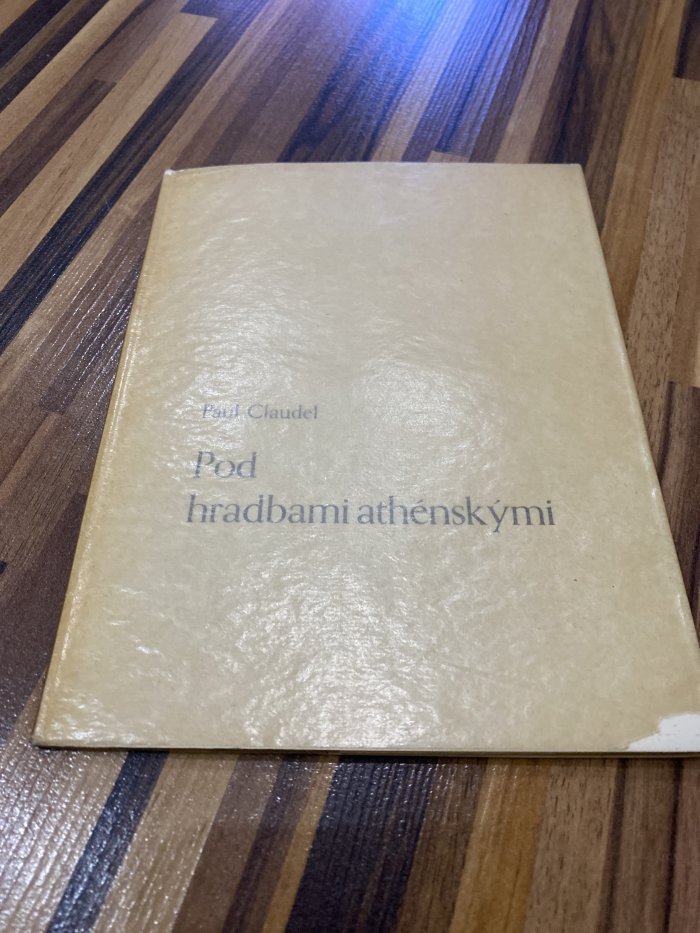 Paul Claudel
Pod
hradbami athénskými